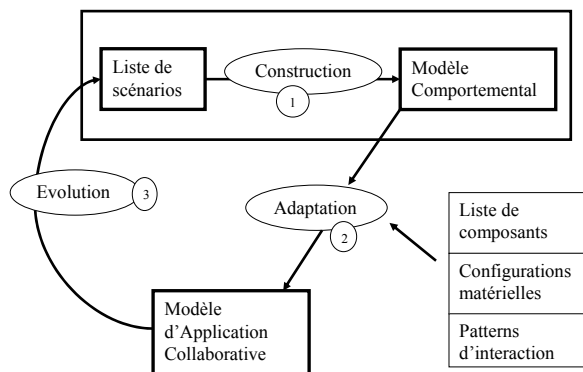 Liste de
scénarios
Construction
1
Modèle
Comportemental
Evolution
3
Adaptation
2
Liste de
composants
Configurations
matérielles
Patterns
d'interaction
Modèle
d'Application
Collaborative